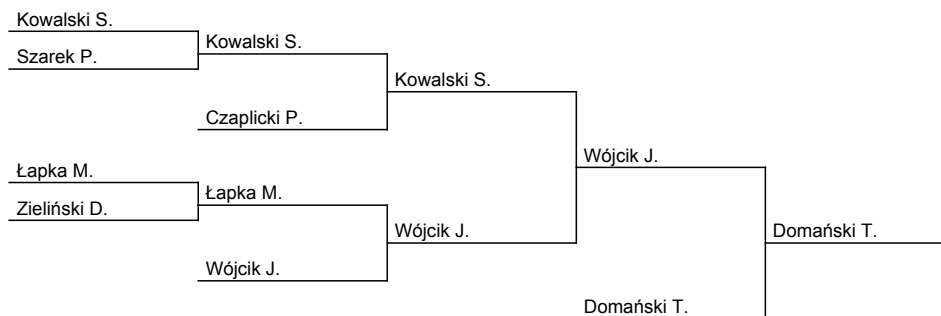 Kowalski S.
Szarek P.
Kowalski S.
Kowalski S.
Czaplicki P.
Łapka M.
Zieliński D.
Łapka M.
Wójcik J.
Wójcik J.
Wójcik J.
Domański T.
Domański T.